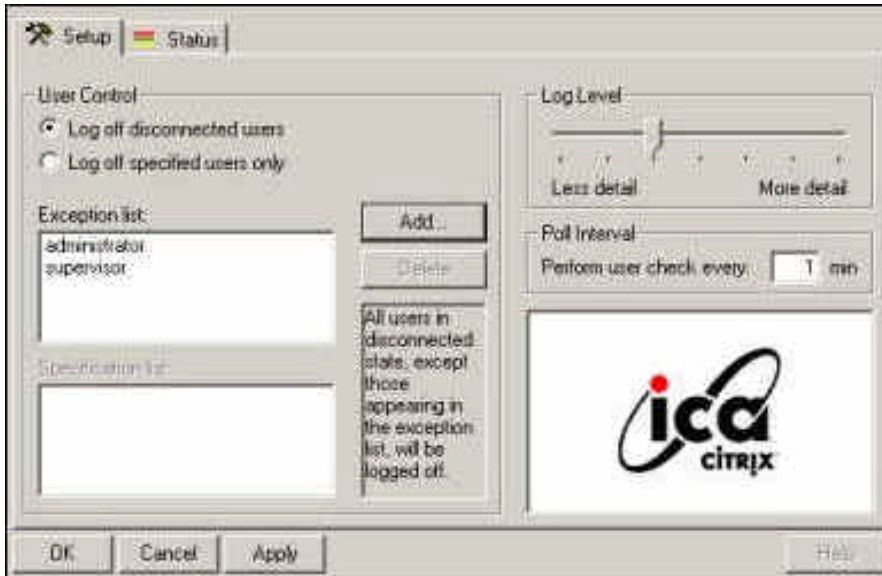 Setup
Status
User Control
Log off disconnected users
Log off specified users only
Exception list:
administrator
supervisor
Add...
Delete
All users in
disconnected
state, except
those
appearing in
the exception
list, will be
logged off.
Specification list:
Log Level
Less detail
More detail
Poll Interval
Perform user check every
1 min
ica
CITRIX
OK
Cancel
Apply
Help